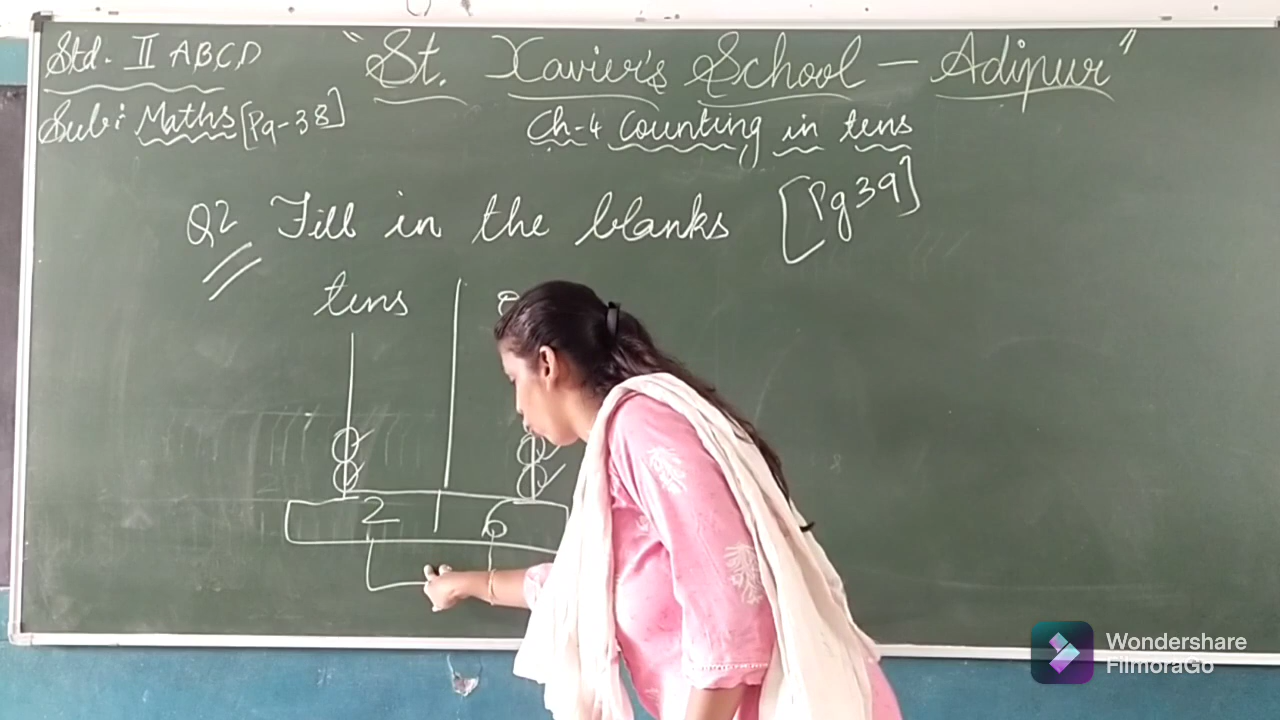 Std. II ABCD
"St. Xavier's School - Adipur"
Sub: Maths [Pg-38]
Ch-4 Counting in tens
Q2 Fill in the blanks [Pg 39]
tens
2 6
Wondershare
FilmoraGo